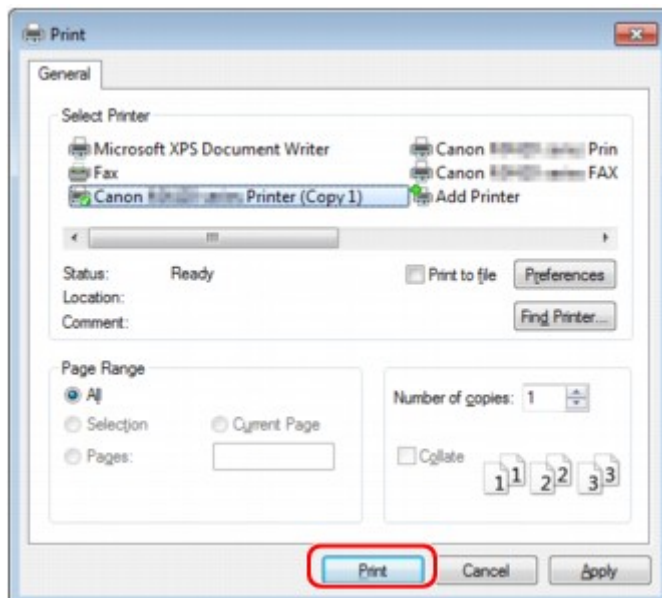 Print
General
Select Printer
Microsoft XPS Document Writer
Canon Prin
Fax
Canon FAX
Canon Printer (Copy 1)
Add Printer
Status: Ready
Print to file
Preferences
Location:
Comment:
Find Printer...
Page Range
All
Number of copies: 1
Selection
Current Page
Pages:
Collate
1 1 2 2 3 3
Print
Cancel
Apply